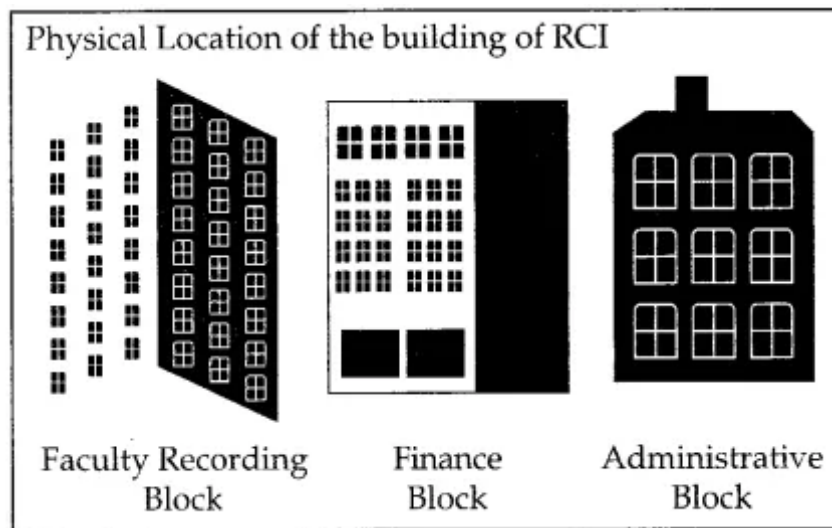 Physical Location of the building of RCI
Faculty Recording Block
Finance Block
Administrative Block